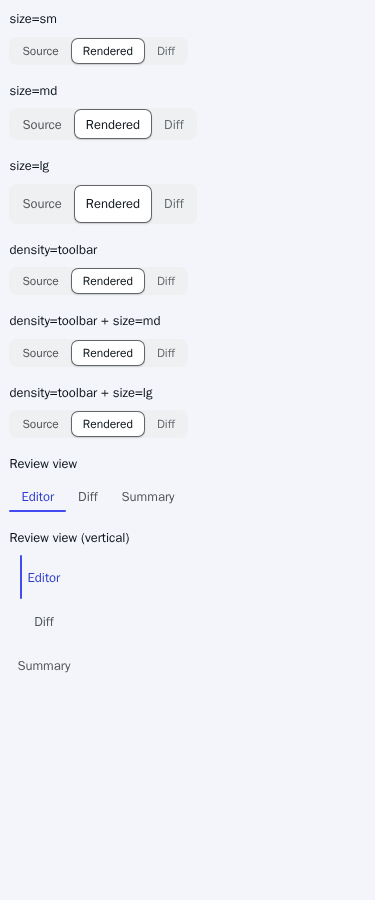 size=sm
Source Rendered Diff
size=md
Source Rendered Diff
size=lg
Source Rendered Diff
density=toolbar
Source Rendered Diff
density=toolbar + size=md
Source Rendered Diff
density=toolbar + size=lg
Source Rendered Diff
Review view
Editor Diff Summary
Review view (vertical)
Editor
Diff
Summary